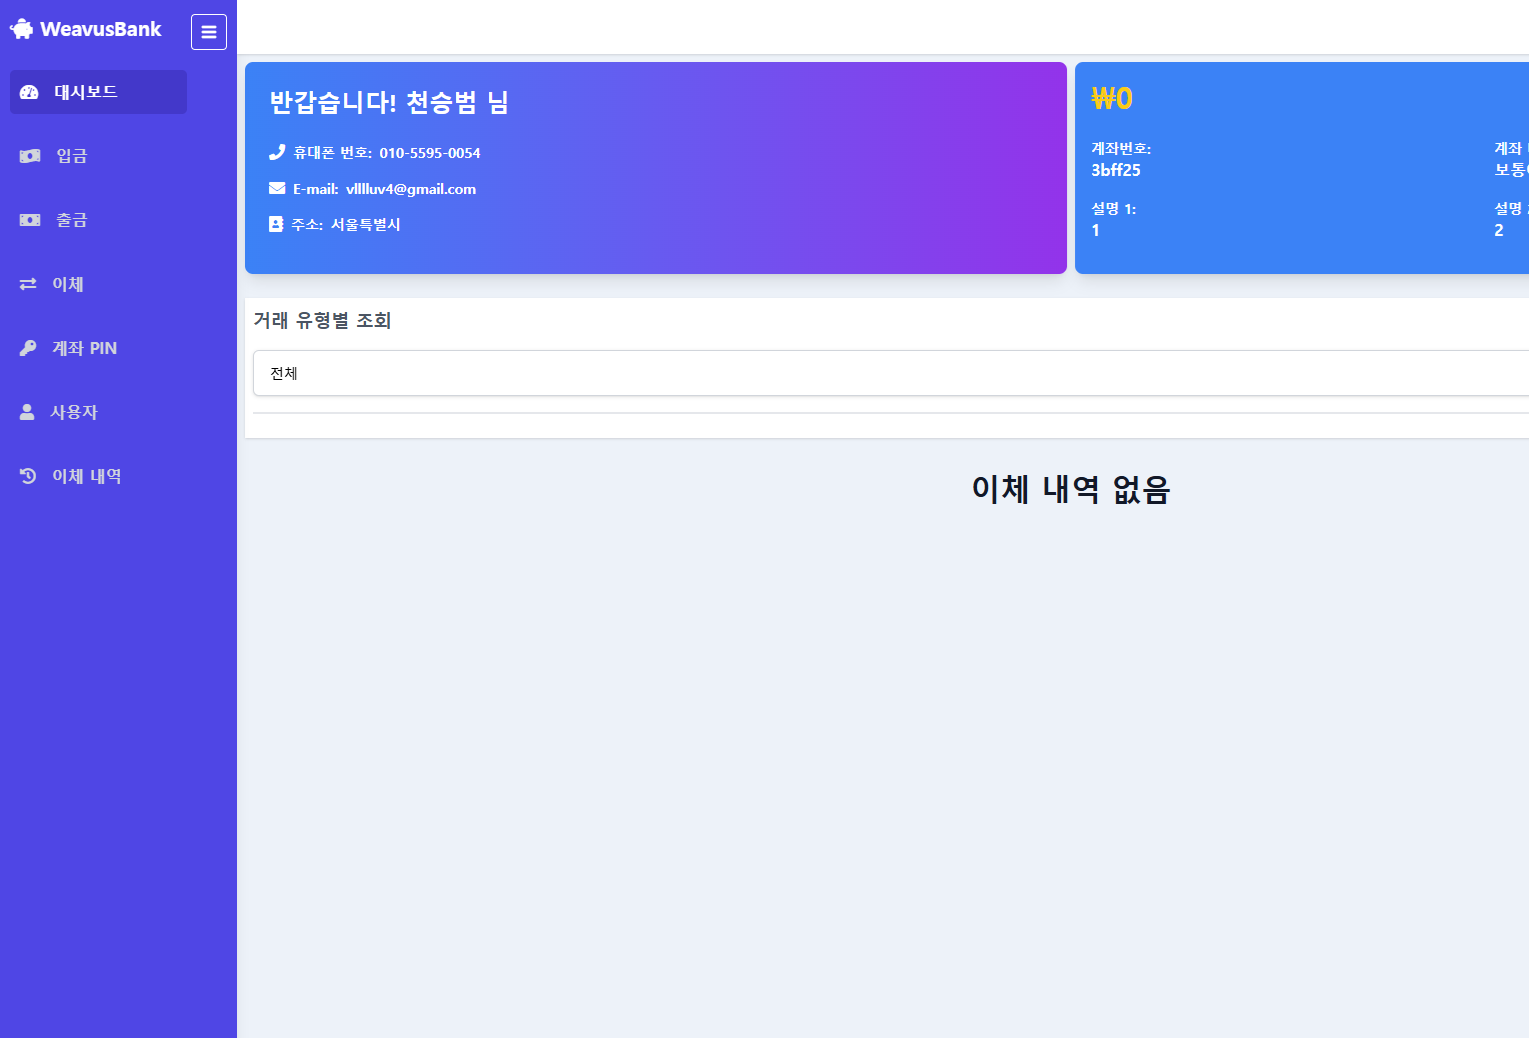 WeavusBank
대시보드
입금
출금
이체
계좌 PIN
사용자
이체 내역
반갑습니다! 천승범 님
휴대폰 번호: 010-5595-0054
E-mail: vlllluv4@gmail.com
주소: 서울특별시
₩0
계좌번호:
3bff25
계좌
보통
설명 1:
1
설명
2
거래 유형별 조회
전체
이체 내역 없음